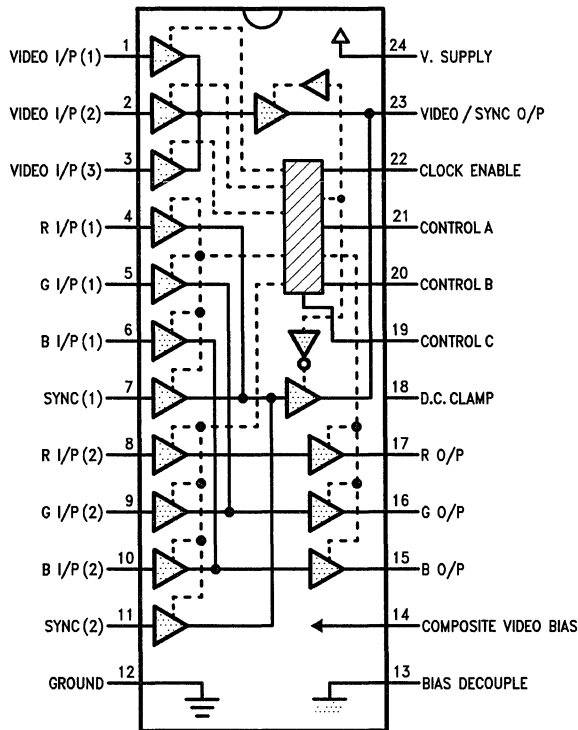 VIDEO I/P (1) 1
24 V. SUPPLY
VIDEO I/P (2) 2
23 VIDEO / SYNC O/P
VIDEO I/P (3) 3
22 CLOCK ENABLE
R I/P (1) 4
21 CONTROL A
G I/P (1) 5
20 CONTROL B
B I/P (1) 6
19 CONTROL C
SYNC (1) 7
18 D.C. CLAMP
R I/P (2) 8
17 R O/P
G I/P (2) 9
16 G O/P
B I/P (2) 10
15 B O/P
SYNC (2) 11
14 COMPOSITE VIDEO BIAS
GROUND 12
13 BIAS DECOUPLE